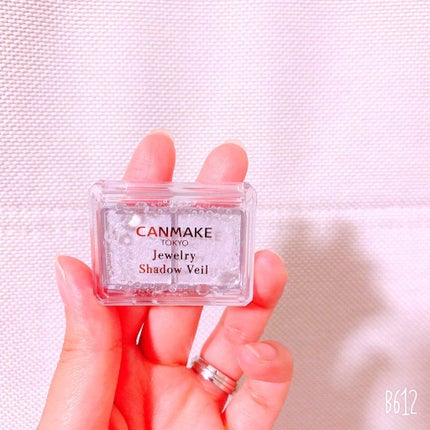 CANMAKE
TOKYO
Jewelry
Shadow Veil
B612